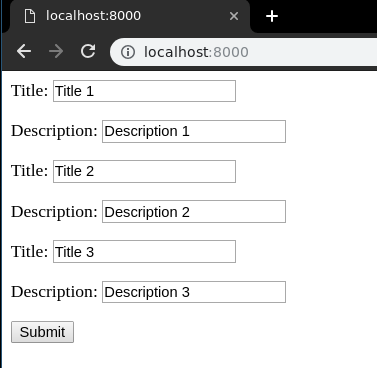 localhost:8000
localhost:8000
Title: Title 1
Description: Description 1
Title: Title 2
Description: Description 2
Title: Title 3
Description: Description 3
Submit